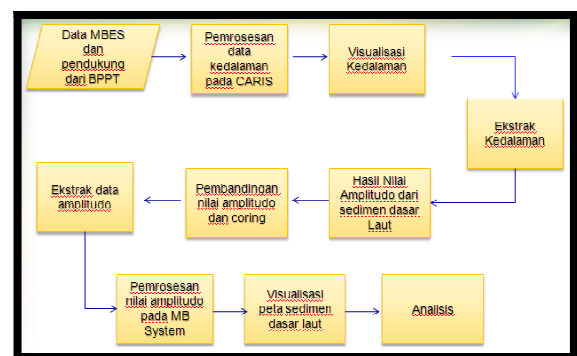 Data MBES
dan
pendukung
dari BPPT
Pemrosesan
data
kedalaman
pada CARIS
Visualisasi
Kedalaman
Ekstrak
Kedalaman
Hasil Nilai
Amplitudo dari
sedimen dasar
Laut
Pembandingan
nilai amplitudo
dan coring
Ekstrak data
amplitudo
Pemrosesan
nilai amplitudo
pada MB
System
Visualisasi
peta sedimen
dasar laut
Analisis